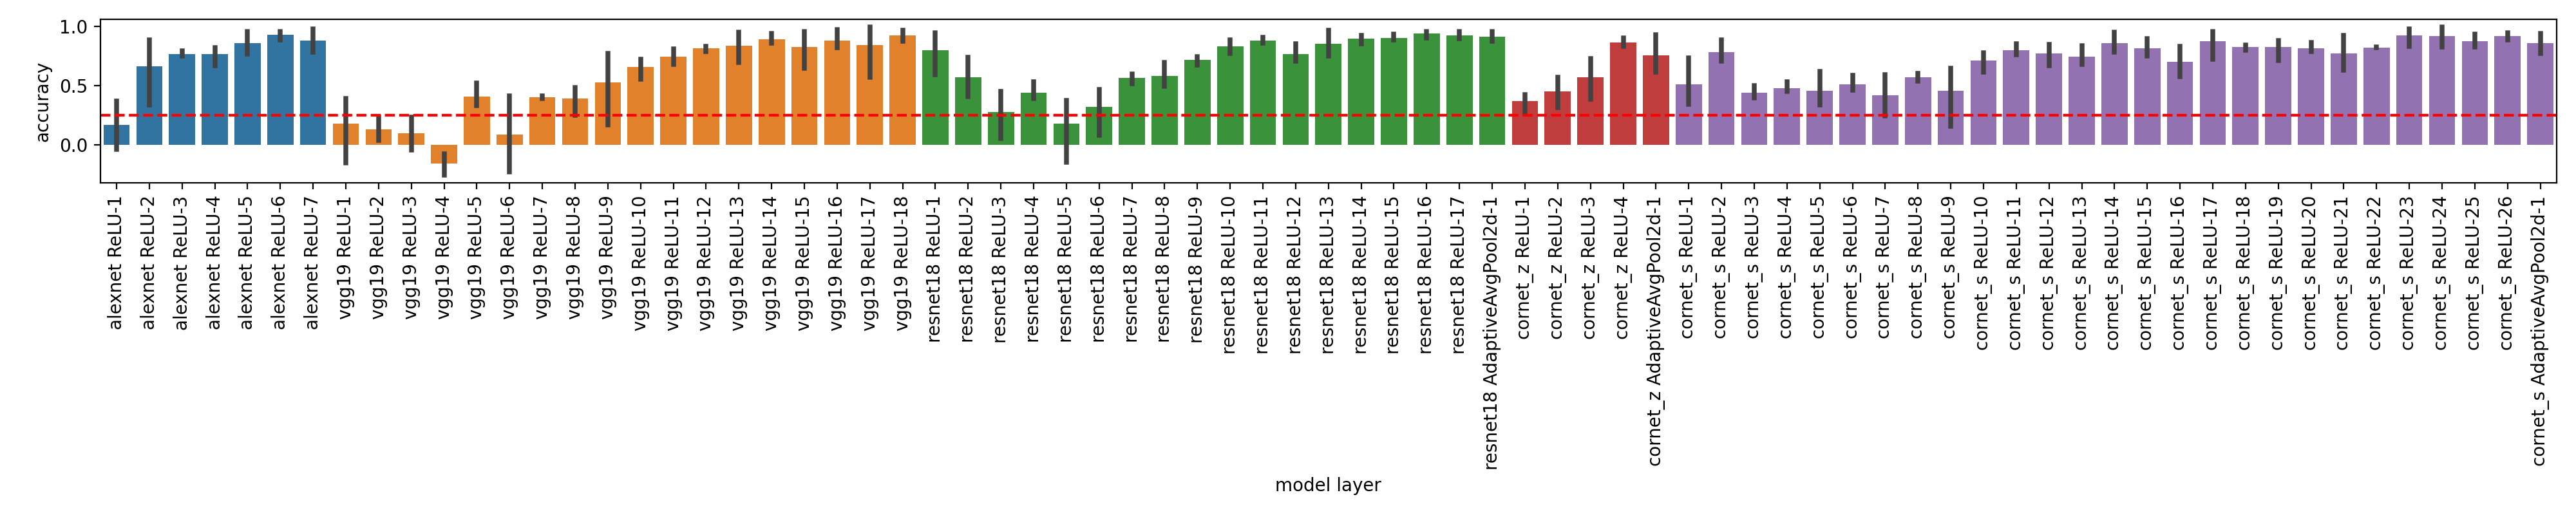 accuracy
1.0
0.5
0.0
alexnet ReLU-1
alexnet ReLU-2
alexnet ReLU-3
alexnet ReLU-4
alexnet ReLU-5
alexnet ReLU-6
alexnet ReLU-7
vgg19 ReLU-1
vgg19 ReLU-2
vgg19 ReLU-3
vgg19 ReLU-4
vgg19 ReLU-5
vgg19 ReLU-6
vgg19 ReLU-7
vgg19 ReLU-8
vgg19 ReLU-9
vgg19 ReLU-10
vgg19 ReLU-11
vgg19 ReLU-12
vgg19 ReLU-13
vgg19 ReLU-14
vgg19 ReLU-15
vgg19 ReLU-16
vgg19 ReLU-17
vgg19 ReLU-18
resnet18 ReLU-1
resnet18 ReLU-2
resnet18 ReLU-3
resnet18 ReLU-4
resnet18 ReLU-5
resnet18 ReLU-6
resnet18 ReLU-7
resnet18 ReLU-8
resnet18 ReLU-9
resnet18 ReLU-10
resnet18 ReLU-11
resnet18 ReLU-12
resnet18 ReLU-13
resnet18 ReLU-14
resnet18 ReLU-15
resnet18 ReLU-16
resnet18 ReLU-17
resnet18 AdaptiveAvgPool2d-1
cornet_z ReLU-1
cornet_z ReLU-2
cornet_z ReLU-3
cornet_z ReLU-4
cornet_z AdaptiveAvgPool2d-1
cornet_s ReLU-1
cornet_s ReLU-2
cornet_s ReLU-3
cornet_s ReLU-4
cornet_s ReLU-5
cornet_s ReLU-6
cornet_s ReLU-7
cornet_s ReLU-8
cornet_s ReLU-9
cornet_s ReLU-10
cornet_s ReLU-11
cornet_s ReLU-12
cornet_s ReLU-13
cornet_s ReLU-14
cornet_s ReLU-15
cornet_s ReLU-16
cornet_s ReLU-17
cornet_s ReLU-18
cornet_s ReLU-19
cornet_s ReLU-20
cornet_s ReLU-21
cornet_s ReLU-22
cornet_s ReLU-23
cornet_s ReLU-24
cornet_s ReLU-25
cornet_s ReLU-26
cornet_s AdaptiveAvgPool2d-1
model layer